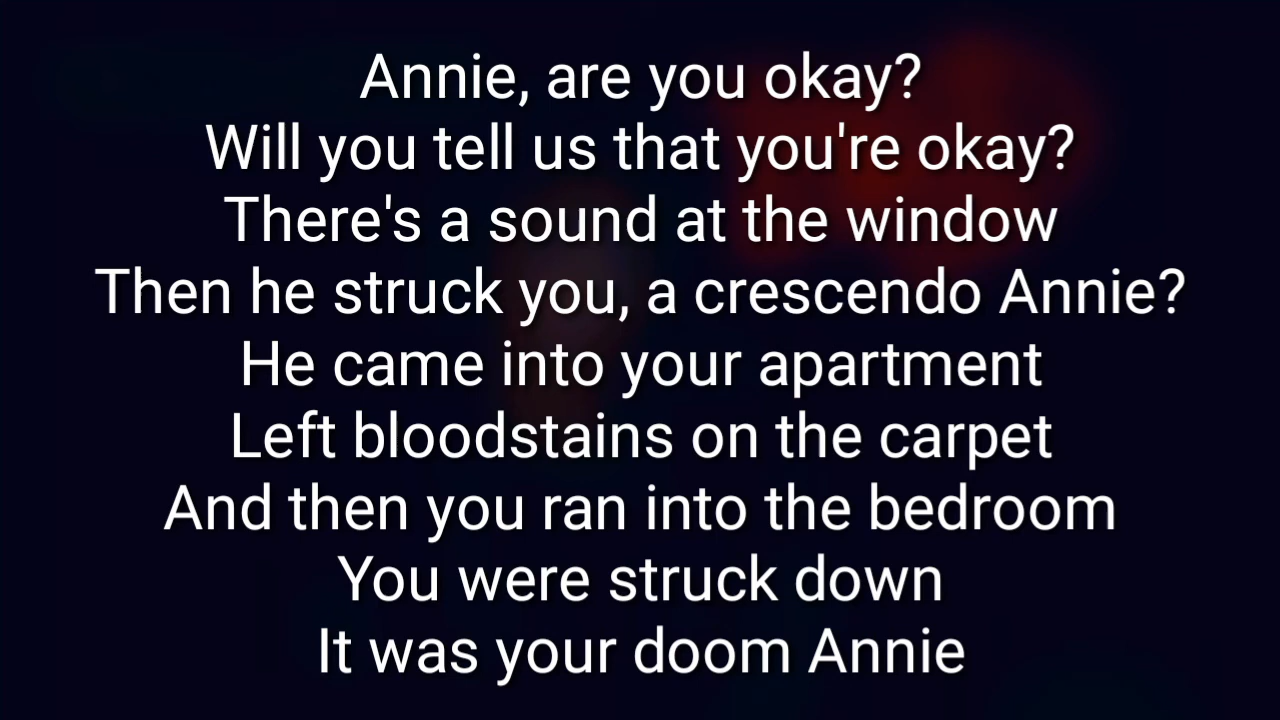 Annie, are you okay?
Will you tell us that you're okay?
There's a sound at the window
Then he struck you, a crescendo Annie?
He came into your apartment
Left bloodstains on the carpet
And then you ran into the bedroom
You were struck down
It was your doom Annie